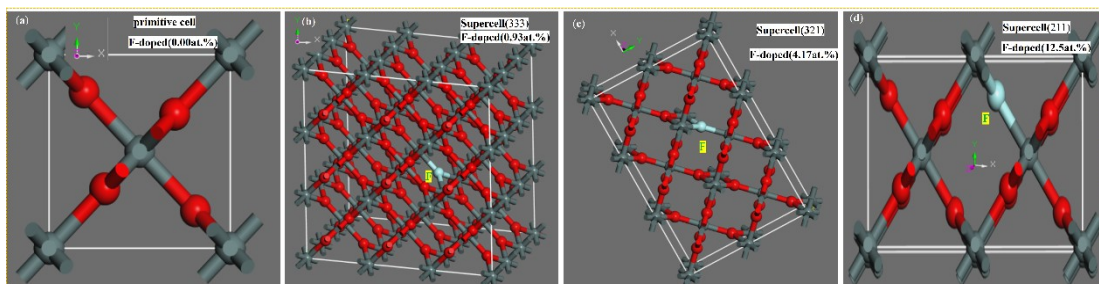 (a)
primitive cell
F-doped(0.00at.%)
Y
X
(b)
Supercell(333)
F-doped(0.93at.%)
X
F
(c)
Supercell(321)
F-doped(4.17at.%)
X
F
(d)
Supercell(211)
F-doped(12.5at.%)
F
Y
X